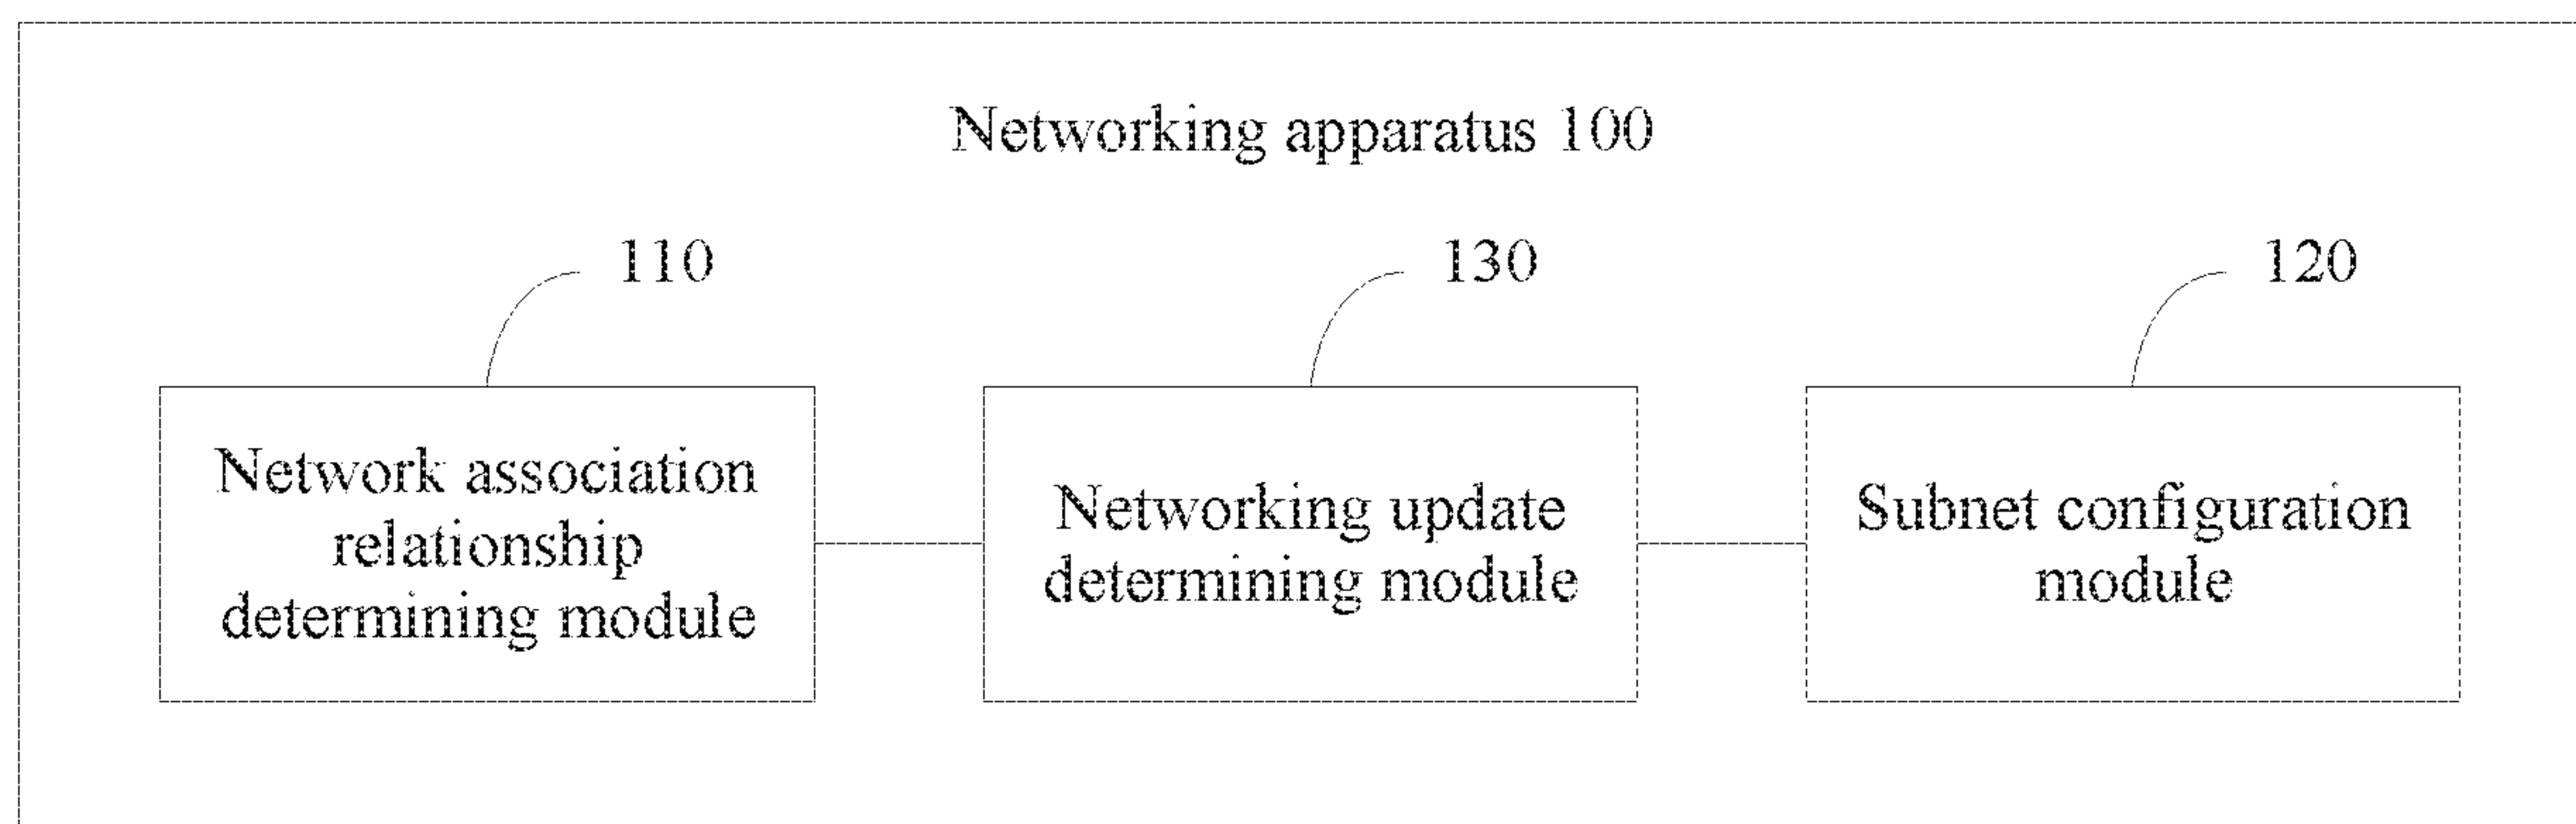 Networking apparatus 100
110
130
120
Network association
relationship
determining module
Networking update
determining module
Subnet configuration
module